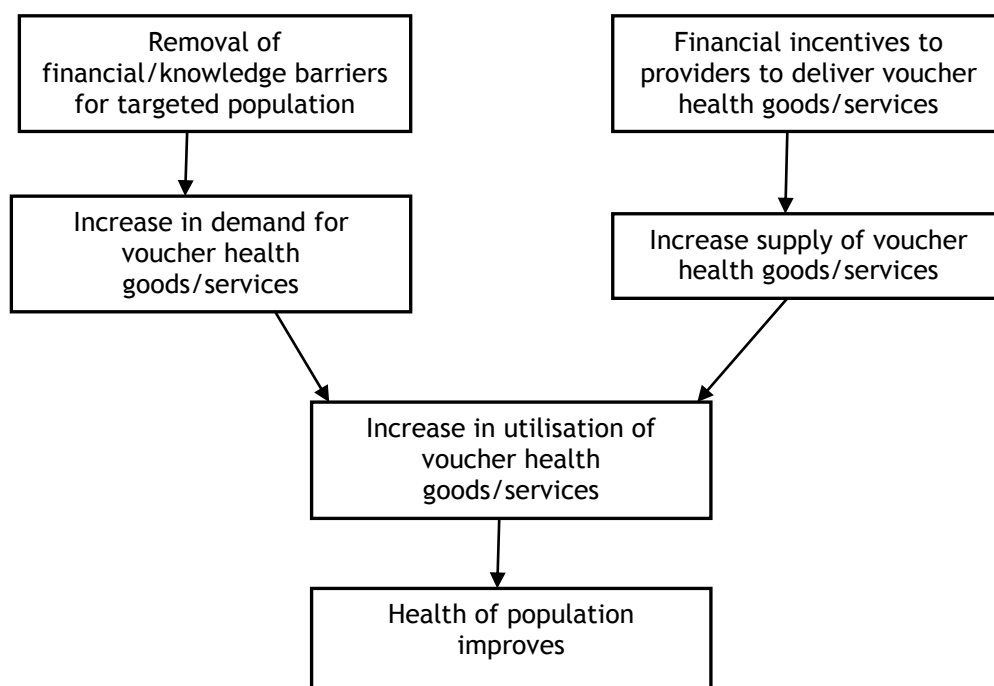 Removal of
financial/knowledge barriers
for targeted population
Financial incentives to
providers to deliver voucher
health goods/services
Increase in demand for
voucher health
goods/services
Increase supply of voucher
health goods/services
Increase in utilisation of
voucher health
goods/services
Health of population
improves